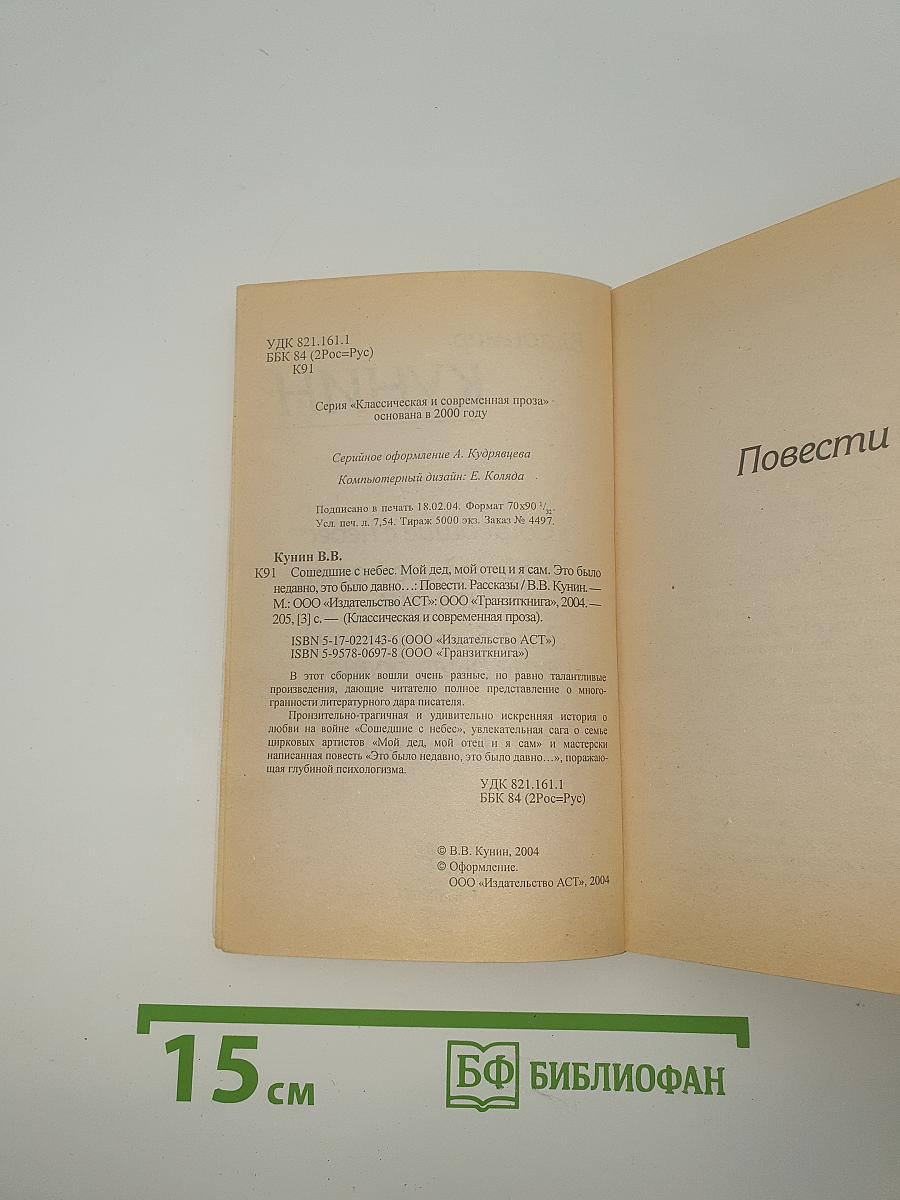 УДК 821.161.1
ББК 84 (2Рос=Рус)
К91
Серия «Классическая и современная проза»
основана в 2000 году
Серийное оформление А. Кудрявцева
Компьютерный дизайн: Е. Коляда
Подписано в печать 18.02.04. Формат 70x90 1/32.
Усл. печ. л. 7,54. Тираж 5000 экз. Заказ № 4497.
Кунин В.В.
К91 Сошедшие с небес. Мой дед, мой отец и я сам. Это было
недавно, это было давно...: Повести. Рассказы / В.В. Кунин. —
М.: ООО «Издательство АСТ»: ООО «Транзиткнига», 2004. —
205, [3] с. — (Классическая и современная проза).
ISBN 5-17-022143-6 (ООО «Издательство АСТ»)
ISBN 5-9578-0697-8 (ООО «Транзиткнига»)
В этот сборник вошли очень разные, но равно талантливые
произведения, дающие читателю полное представление о много-
гранности литературного дара писателя.
Пронзительно-трагичная и удивительно искренняя история о
любви на войне «Сошедшие с небес», увлекательная сага о семье
цирковых артистов «Мой дед, мой отец и я сам» и мастерски
написанная повесть «Это было недавно, это было давно...», поражаю-
щая глубиной психологизма.
УДК 821.161.1
ББК 84 (2Рос=Рус)
© В.В. Кунин, 2004
© Оформление.
ООО «Издательство АСТ», 2004
Повести
15 см
БФ БИБЛИОФАН